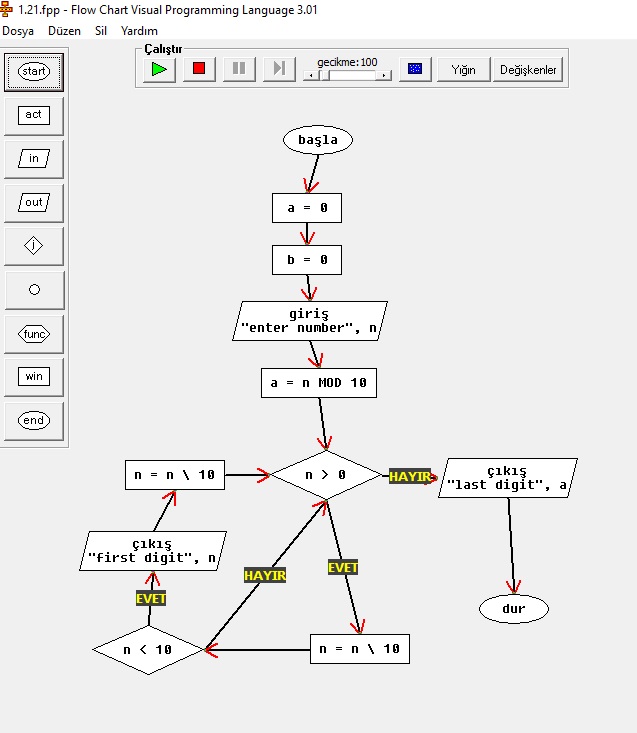 1.21.fpp - Flow Chart Visual Programming Language 3.01
Dosya Düzen Sil Yardım
Çalıştır
gecikme:100
Yığın
Değişkenler
start
act
in
out
j
func
win
end
başla
a = 0
b = 0
giriş
"enter number", n
a = n MOD 10
n > 0
HAYIR
çıkış
"last digit", a
dur
EVET
n = n \ 10
n < 10
HAYIR
EVET
çıkış
"first digit", n
n = n \ 10